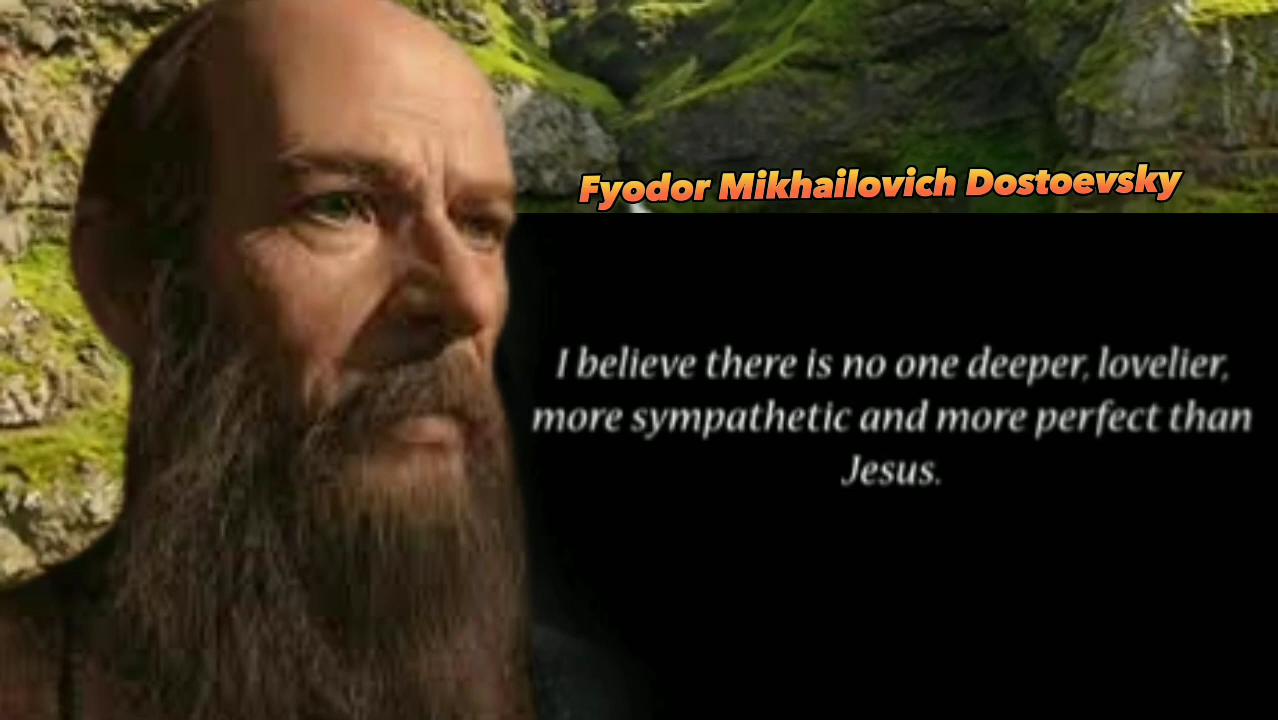 Fyodor Mikhailovich Dostoevsky
I believe there is no one deeper, lovelier,
more sympathetic and more perfect than
Jesus.